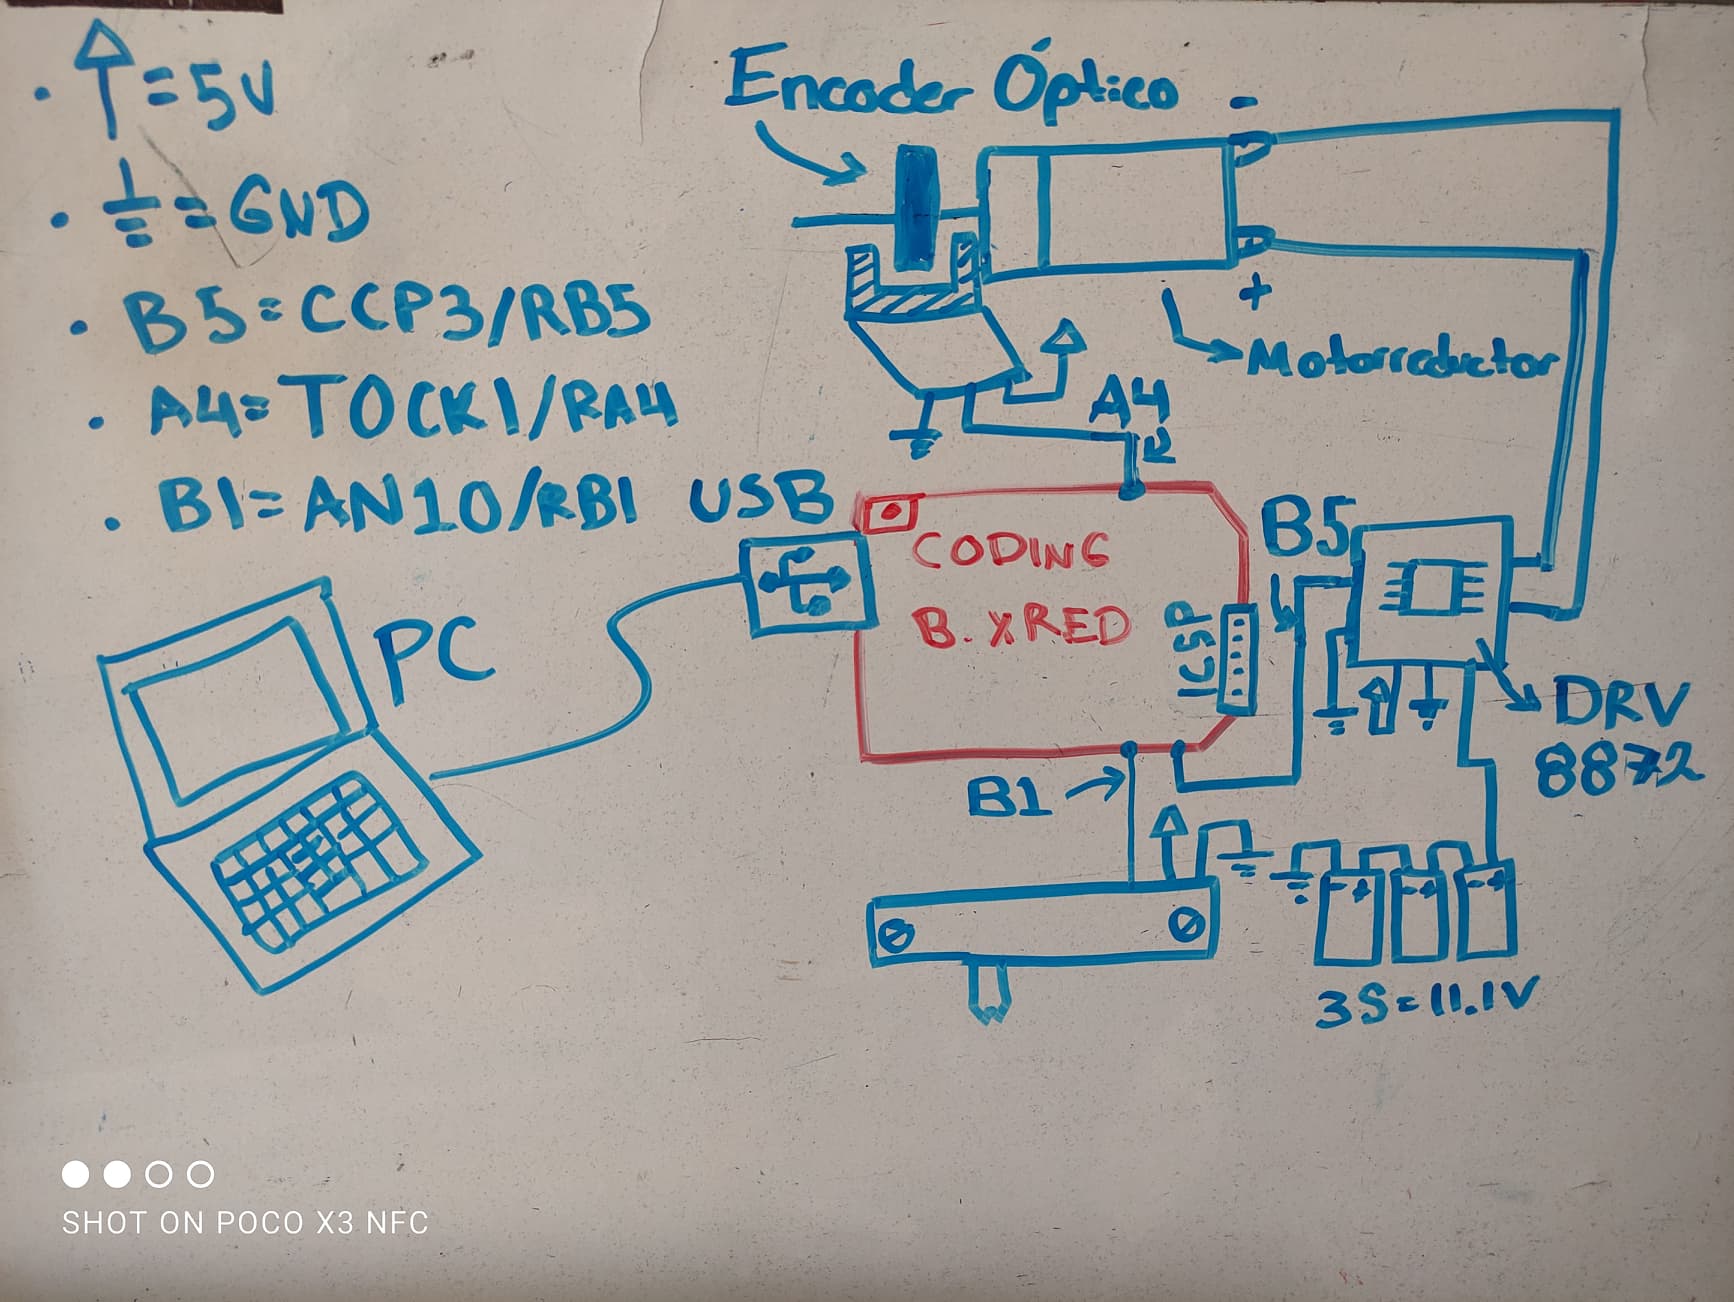 • ↑ = 5V
• ⏚ = GND
• B5 = CCP3/RB5
• A4 = TOCK1/RA4
• B1 = AN10/RB1
Encoder Óptico
-
+
Motorreductor
A4
USB
CODING
B. XRED
ICSP
B5
PC
DRV
8872
B1
- + - + - +
3S = 11.1V
SHOT ON POCO X3 NFC